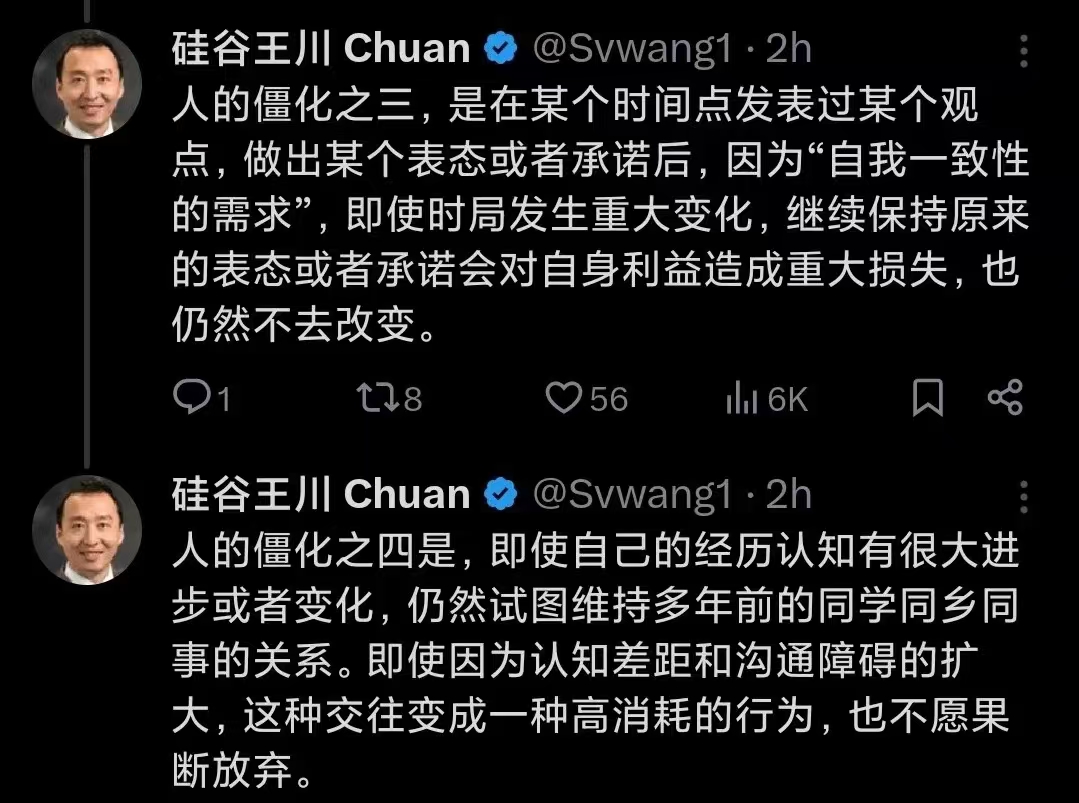 硅谷王川 Chuan @Svwang1 · 2h
人的僵化之三，是在某个时间点发表过某个观
点，做出某个表态或者承诺后，因为“自我一致性
的需求”，即使时局发生重大变化，继续保持原来
的表态或者承诺会对自身利益造成重大损失，也
仍然不去改变。
1 8 56 6K
硅谷王川 Chuan @Svwang1 · 2h
人的僵化之四是，即使自己的经历认知有很大进
步或者变化，仍然试图维持多年前的同学同乡同
事的关系。即使因为认知差距和沟通障碍的扩
大，这种交往变成一种高消耗的行为，也不愿果
断放弃。